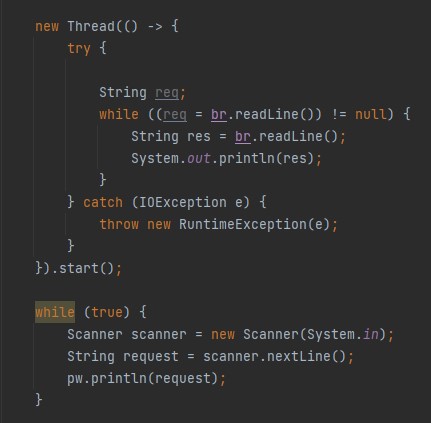 new Thread(() -> {
    try {

        String req;
        while ((req = br.readLine()) != null) {
            String res = br.readLine();
            System.out.println(res);
        }
    } catch (IOException e) {
        throw new RuntimeException(e);
    }
}).start();

while (true) {
    Scanner scanner = new Scanner(System.in);
    String request = scanner.nextLine();
    pw.println(request);
}